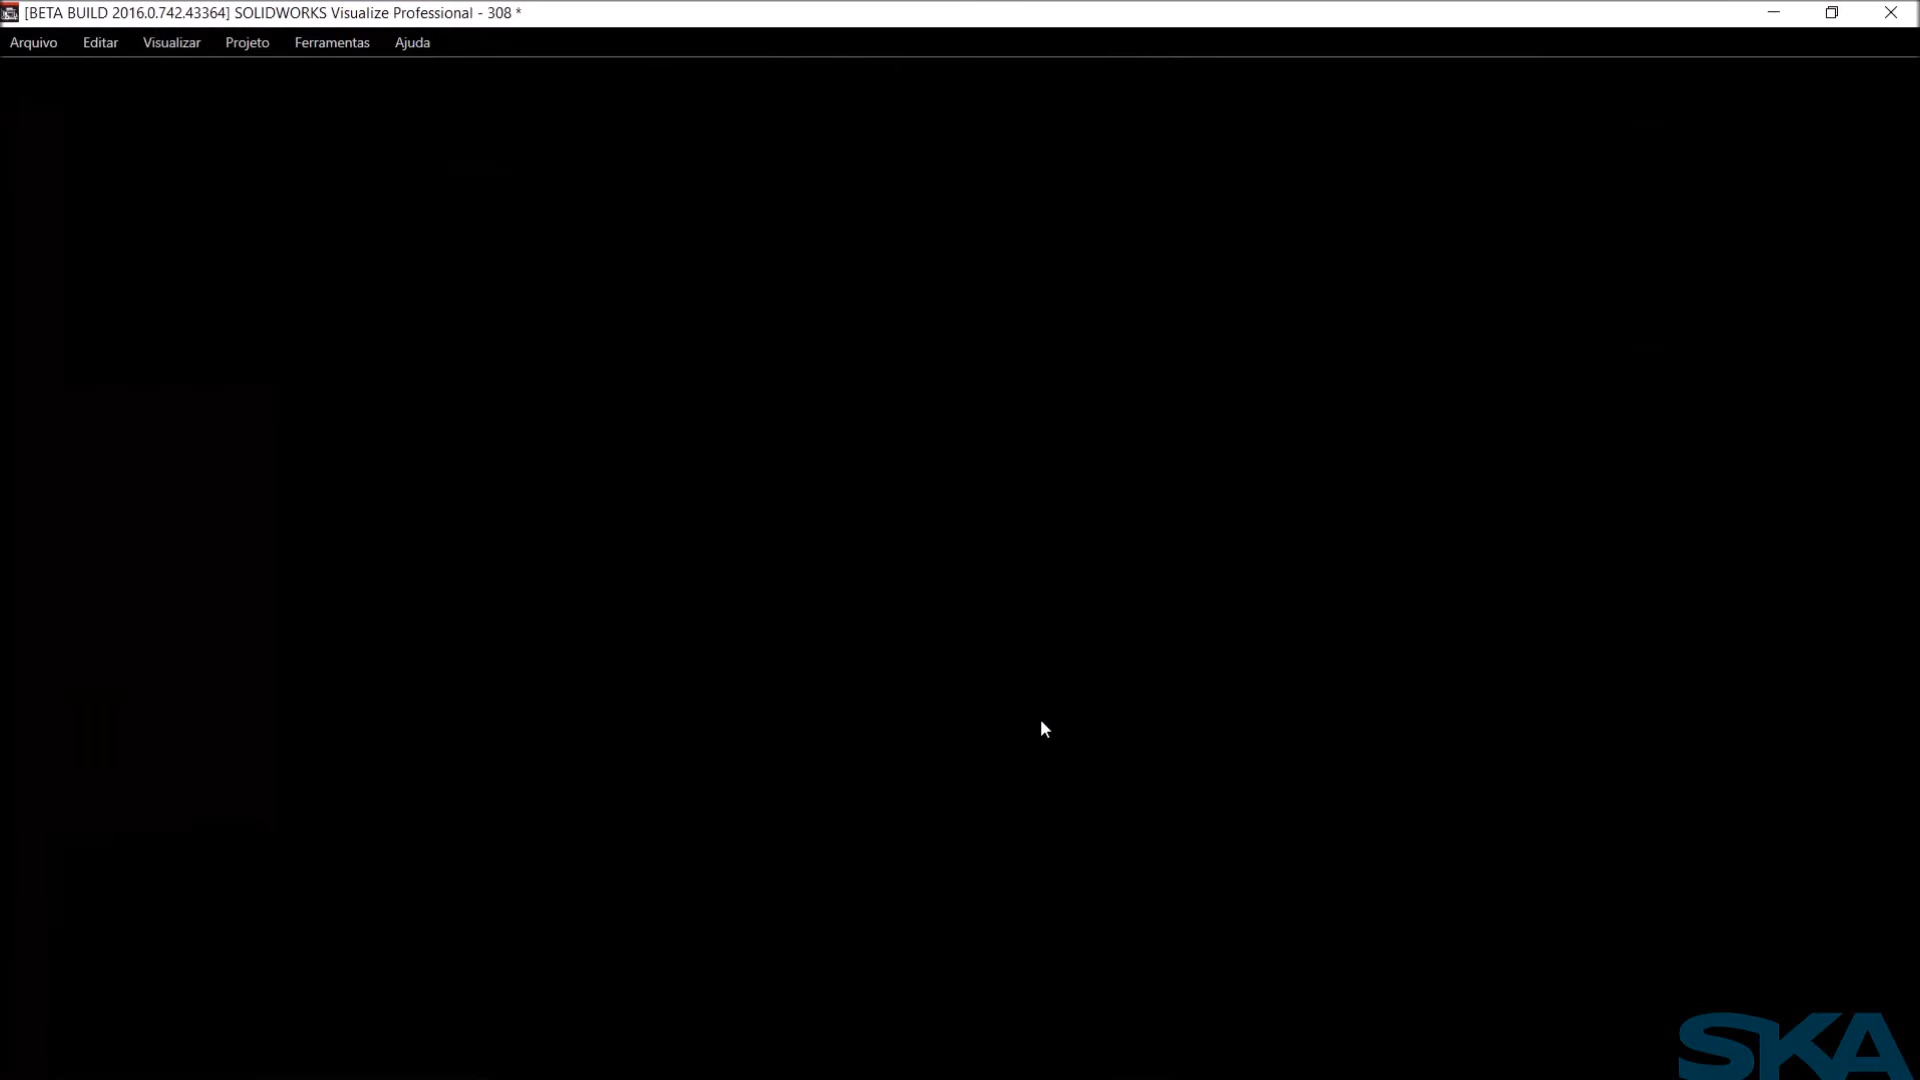 [BETA BUILD 2016.0.742.43364] SOLIDWORKS Visualize Professional - 308 *
Arquivo Editar Visualizar Projeto Ferramentas Ajuda
SKA